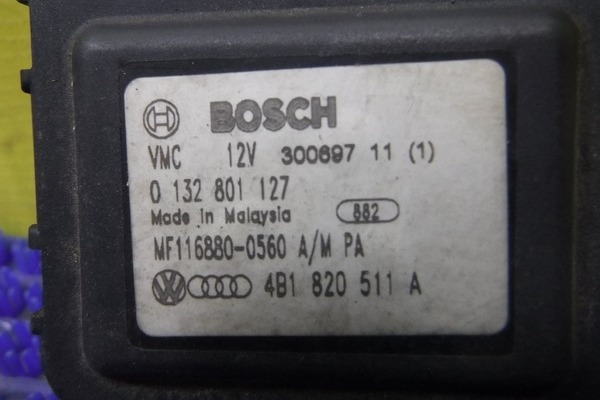 BOSCH
VMC 12V 300697 11 (1)
0 132 801 127
Made in Malaysia 882
MF116880-0560 A/M PA
4B1 820 511 A